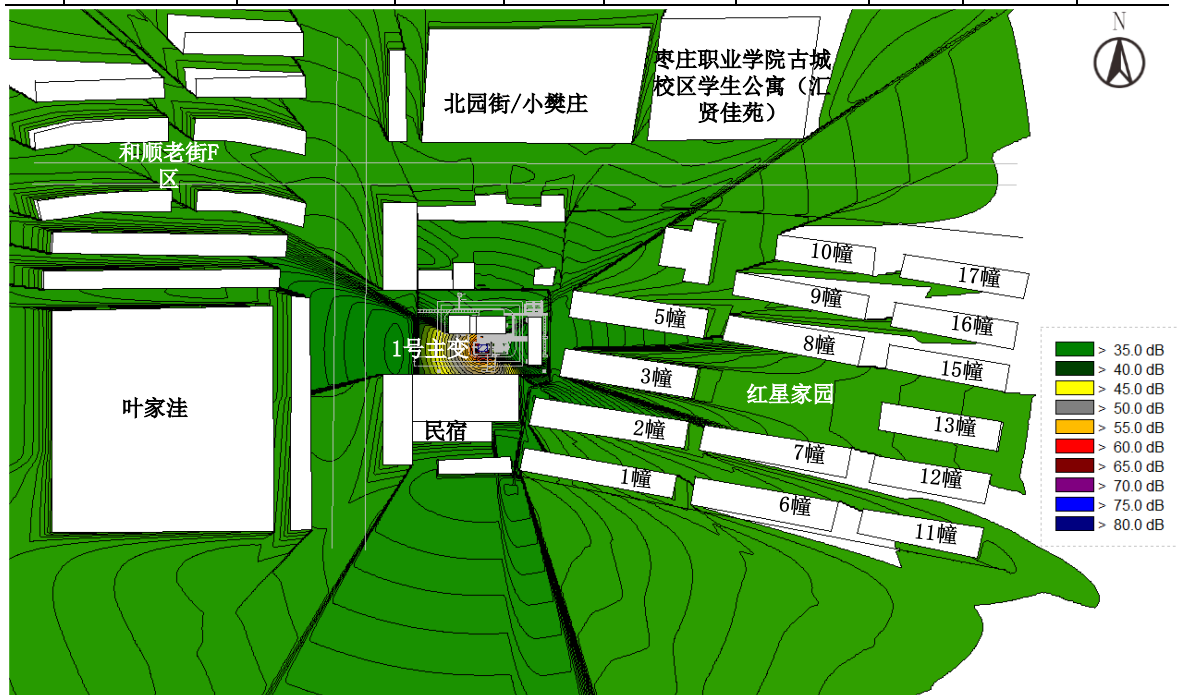 N
枣庄职业学院古城
校区学生公寓（汇
贤佳苑）
北园街/小樊庄
和顺老街F
区
10幢
17幢
9幢
16幢
5幢
8幢
15幢
1号主变
3幢
红星家园
叶家洼
民宿
2幢
13幢
7幢
12幢
1幢
6幢
11幢
> 35.0 dB
> 40.0 dB
> 45.0 dB
> 50.0 dB
> 55.0 dB
> 60.0 dB
> 65.0 dB
> 70.0 dB
> 75.0 dB
> 80.0 dB